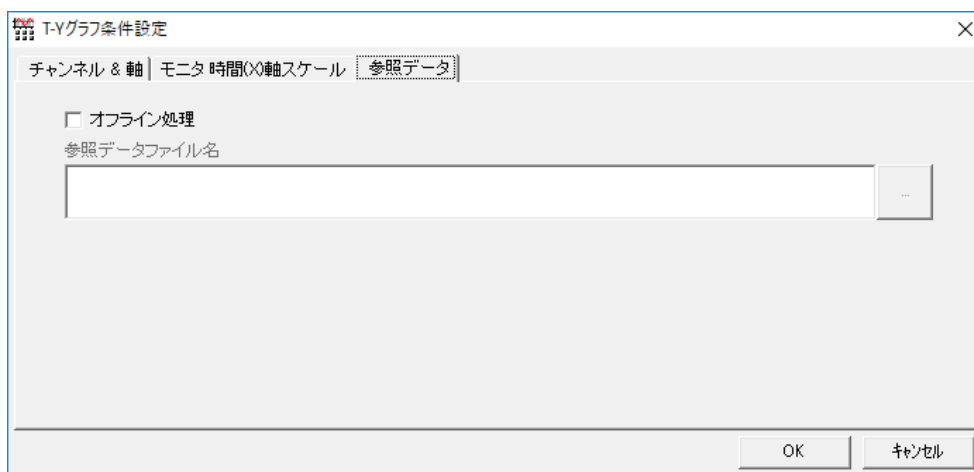 T-Yグラフ条件設定
チャンネル & 軸 モニタ時間(X)軸スケール 参照データ
オフライン処理
参照データファイル名
...
OK キャンセル